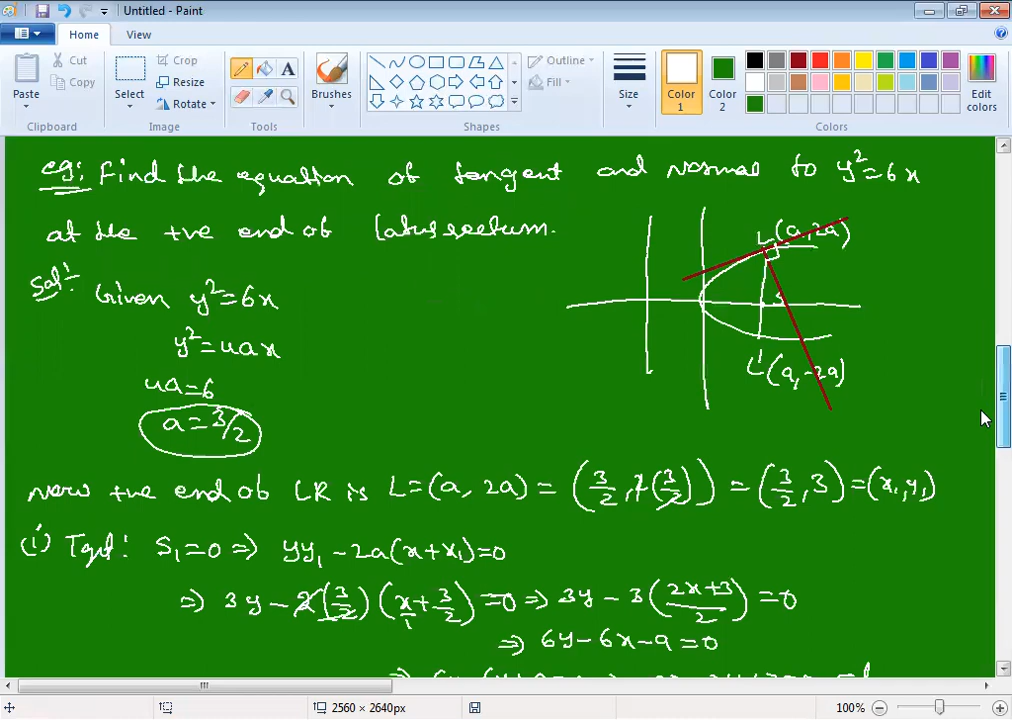 Untitled - Paint
Home
View
Paste
Cut
Copy
Clipboard
Select
Crop
Resize
Rotate
Image
A
Tools
Brushes
Shapes
Outline
Fill
Size
Color 1
Color 2
Edit colors
Colors
eg: Find the equation of tangent and normal to y²=6x
at the +ve end of latusrectum.
L(a,2a)
S
L'(a,-2a)
Sol: Given y²=6x
y²=4ax
4a=6
a=3/2
Now +ve end of LR is L=(a, 2a) = (3/2, 2(3/2)) = (3/2, 3) = (x₁,y₁)
(i) Tgt: S₁=0 ⇒ yy₁ - 2a(x+x₁)=0
⇒ 3y - 2(3/2)(x/1 + 3/2) =0 ⇒ 3y - 3(2x+3/2) =0
⇒ 6y - 6x - 9 =0
2560 × 2640px
100%